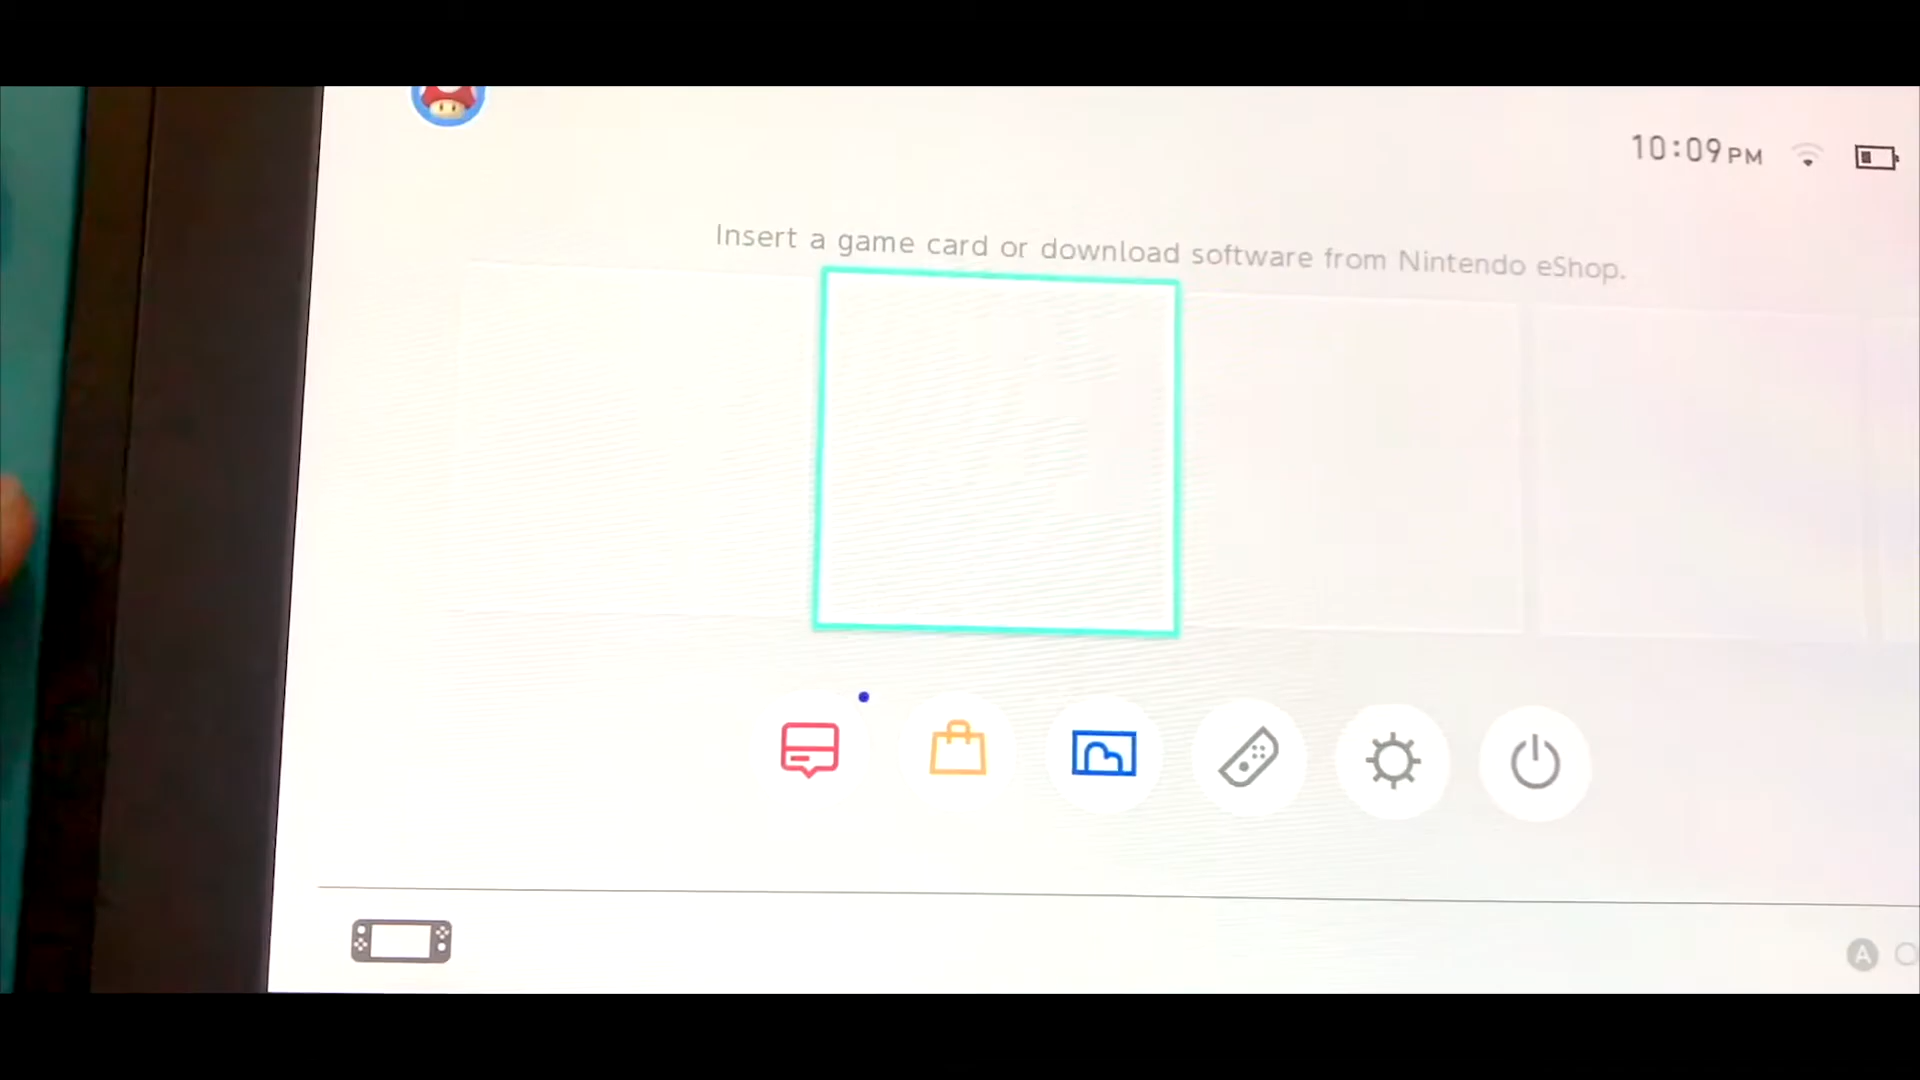 10:09 PM
Insert a game card or download software from Nintendo eShop.
A